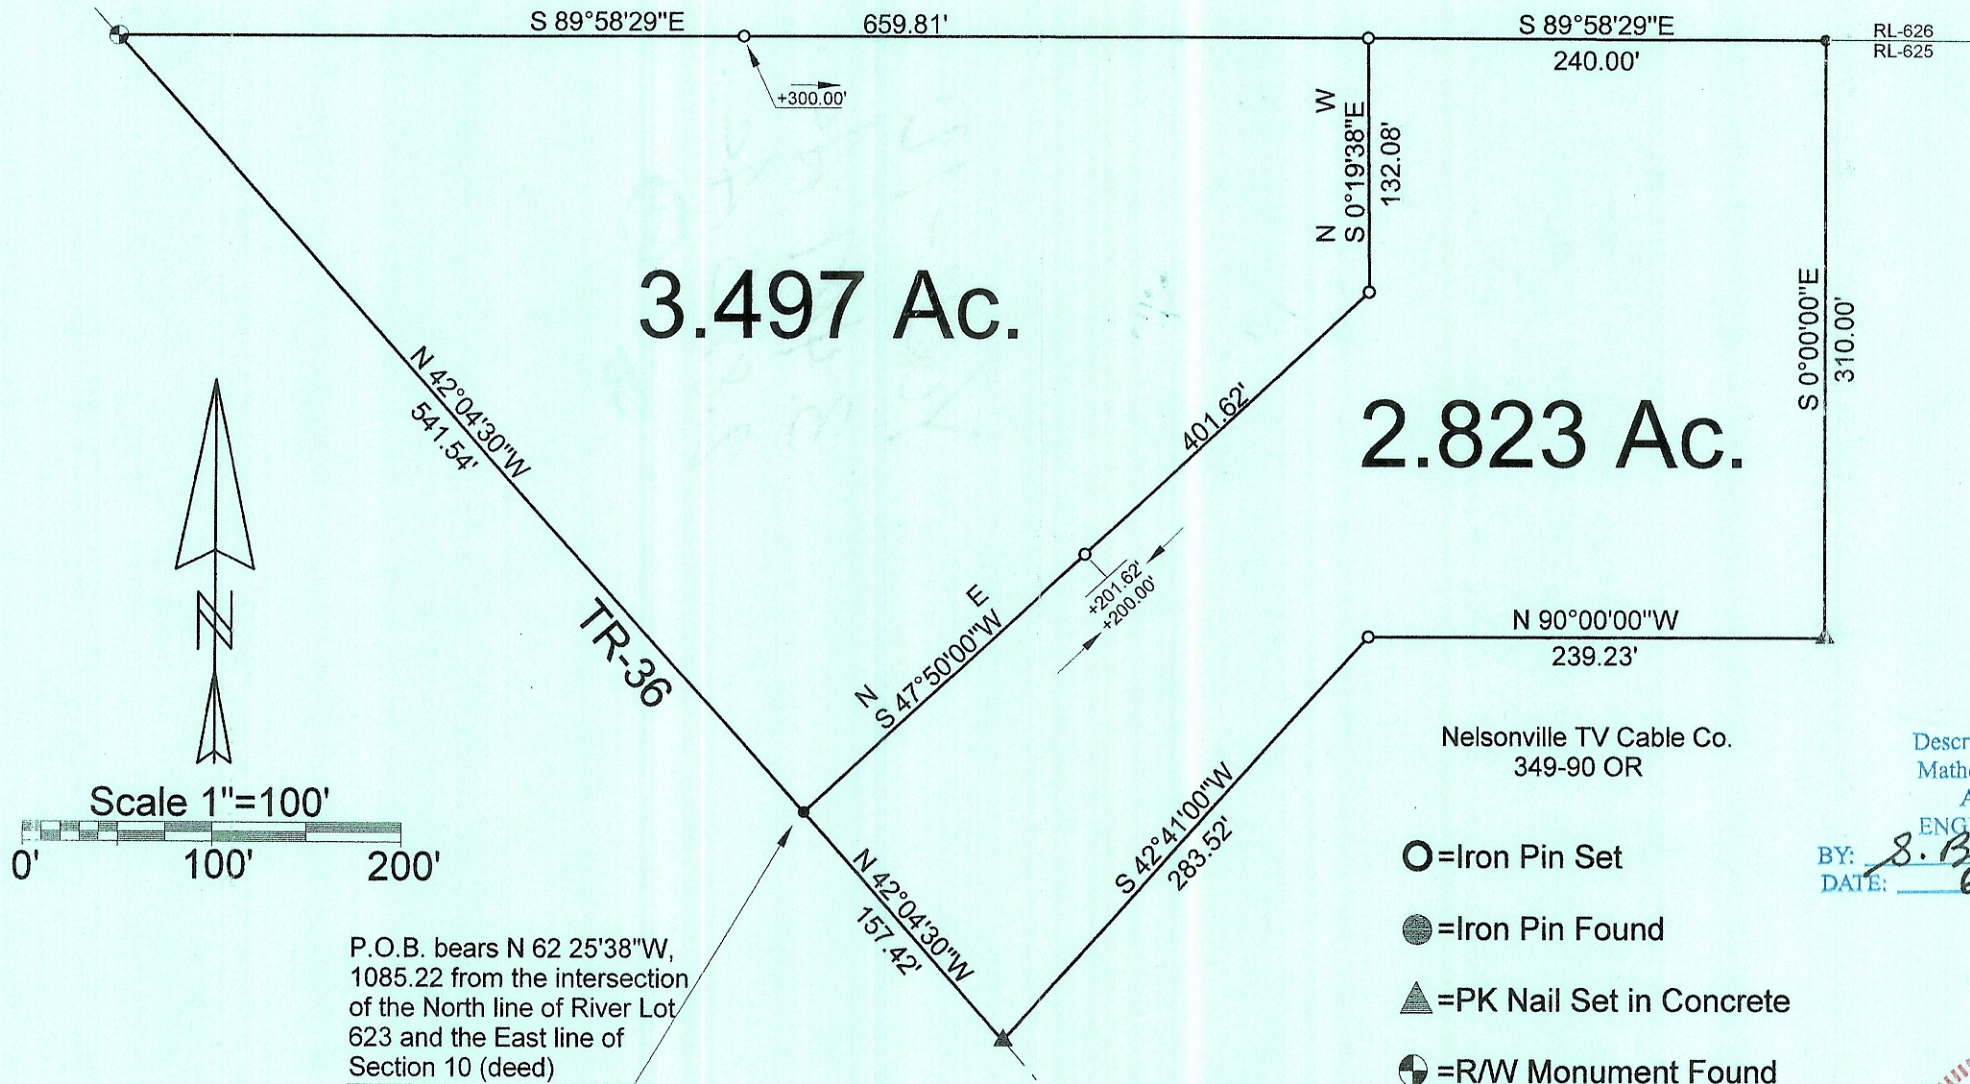 S 89°58'29"E
659.81'
S 89°58'29"E
240.00'
RL-626
RL-625
+300.00'
N W
S 0°19'38"E
132.08'
3.497 Ac.
S 0°00'00"E
310.00'
N 42°04'30"W
541.54'
401.62'
2.823 Ac.
+201.62'
+200.00'
N E
S 47°50'00"W
TR-36
N 90°00'00"W
239.23'
N
Scale 1"=100'
0' 100' 200'
Nelsonville TV Cable Co.
349-90 OR
S 42°41'00"W
283.52'
N 42°04'30"W
157.42'
P.O.B. bears N 62 25'38"W,
1085.22 from the intersection
of the North line of River Lot
623 and the East line of
Section 10 (deed)
=Iron Pin Set
=Iron Pin Found
=PK Nail Set in Concrete
=R/W Monument Found
BY: S. B
DATE: